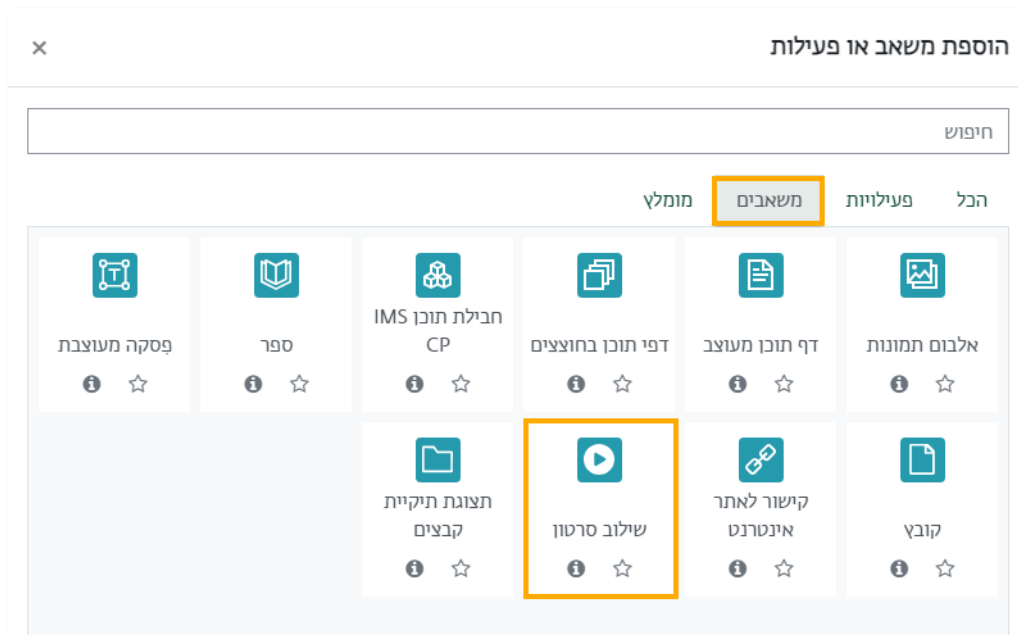 הוספת משאב או פעילות
חיפוש
הכל פעילויות משאבים מומלץ
אלבום תמונות
דף תוכן מעוצב
דפי תוכן בחוצצים
חבילת תוכן IMS
CP
ספר
פִסקה מעוצבת
קובץ
קישור לאתר
אינטרנט
שילוב סרטון
תצוגת תיקיית
קבצים